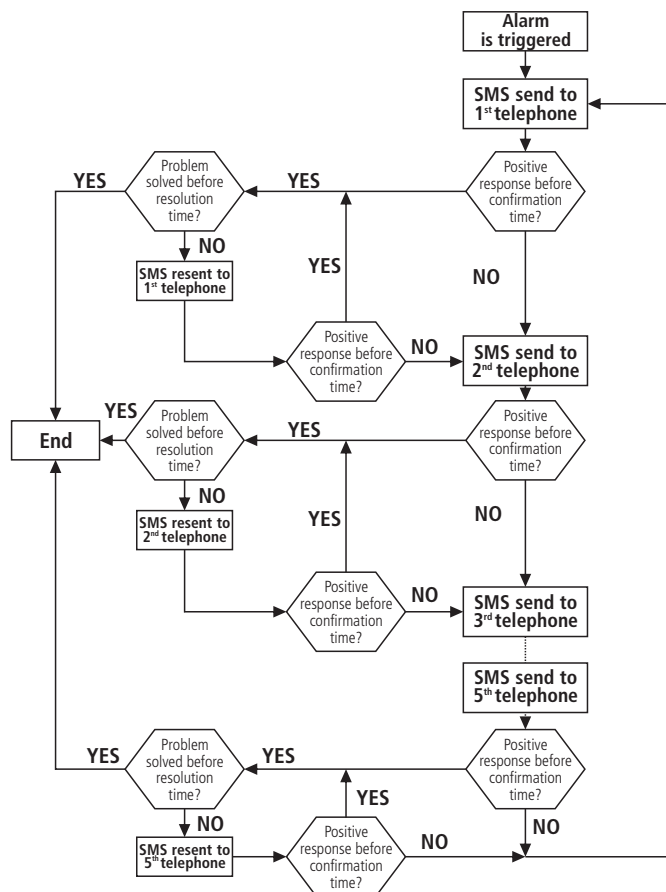 Alarm
is triggered
SMS send to
1st telephone
Positive
response before
confirmation
time?
YES
Problem
solved before
resolution
time?
YES
NO
SMS resent to
1st telephone
YES
NO
Positive
response before
confirmation
time?
NO
SMS send to
2nd telephone
Positive
response before
confirmation
time?
YES
Problem
solved before
resolution
time?
YES
End
NO
SMS resent to
2nd telephone
YES
NO
Positive
response before
confirmation
time?
NO
SMS send to
3rd telephone
SMS send to
5th telephone
Positive
response before
confirmation
time?
YES
Problem
solved before
resolution
time?
YES
NO
SMS resent to
5th telephone
YES
NO
Positive
response before
confirmation
time?
NO